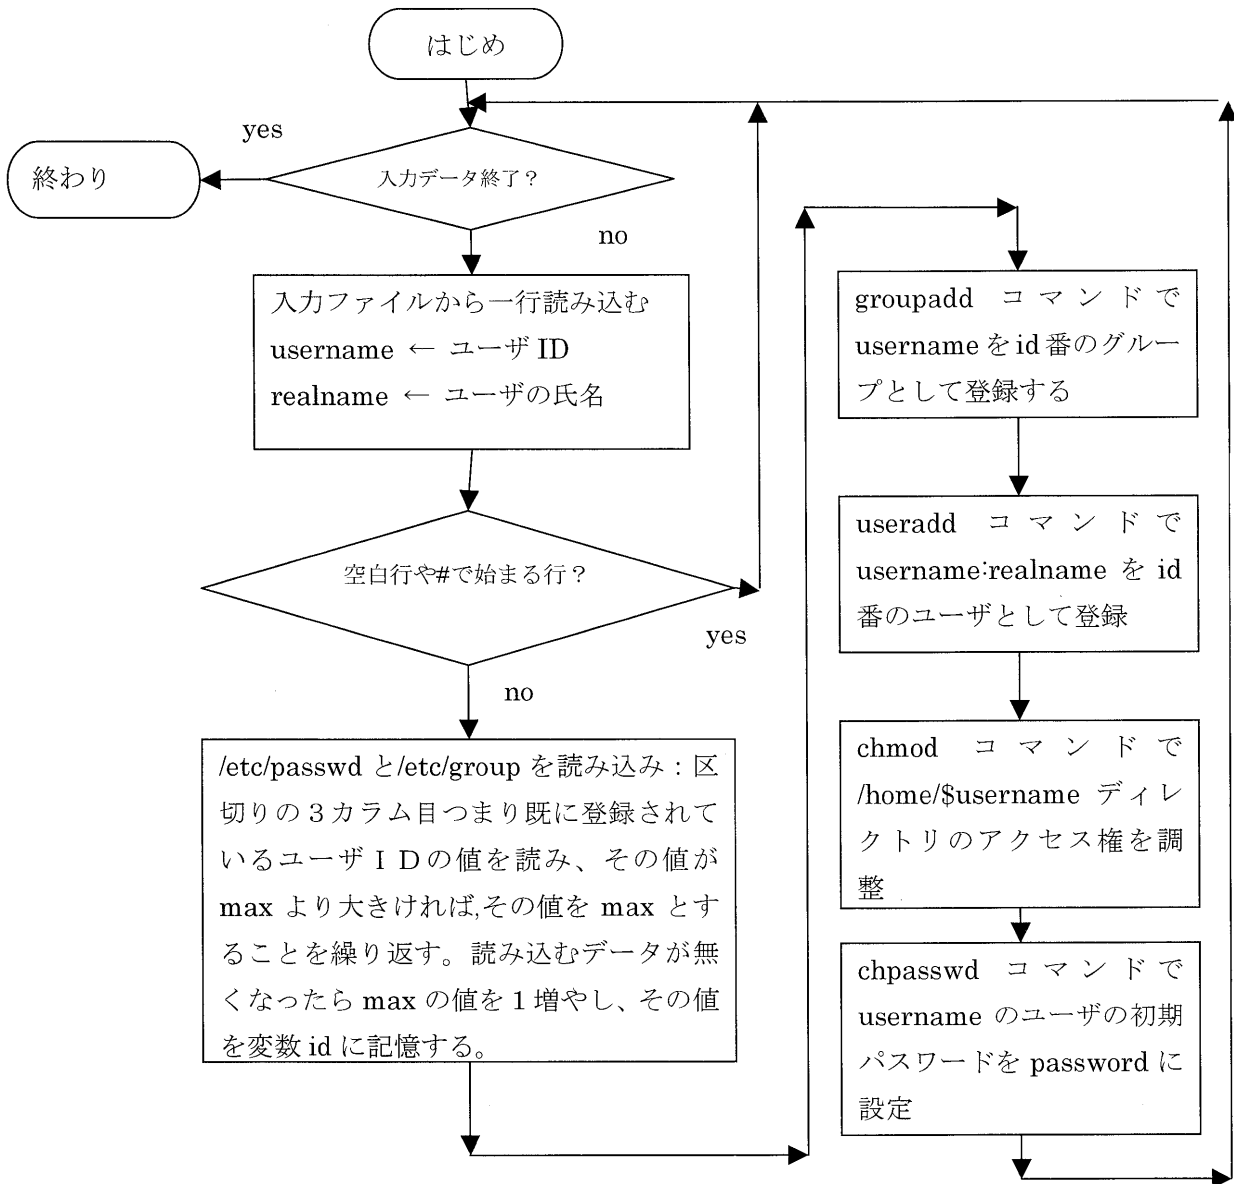 はじめ
yes
終わり
入力データ終了？
no
入力ファイルから一行読み込む
username ← ユーザ ID
realname ← ユーザの氏名
空白行や#で始まる行？
yes
no
/etc/passwd と/etc/group を読み込み：区
切りの３カラム目つまり既に登録されて
いるユーザＩＤの値を読み、その値が
max より大きければ,その値を max とす
ることを繰り返す。読み込むデータが無
くなったら max の値を１増やし、その値
を変数 id に記憶する。
groupadd コマンドで
username を id 番のグルー
プとして登録する
useradd コマンドで
username:realname を id
番のユーザとして登録
chmod コマンドで
/home/$username ディレ
クトリのアクセス権を調
整
chpasswd コマンドで
username のユーザの初期
パスワードを password に
設定